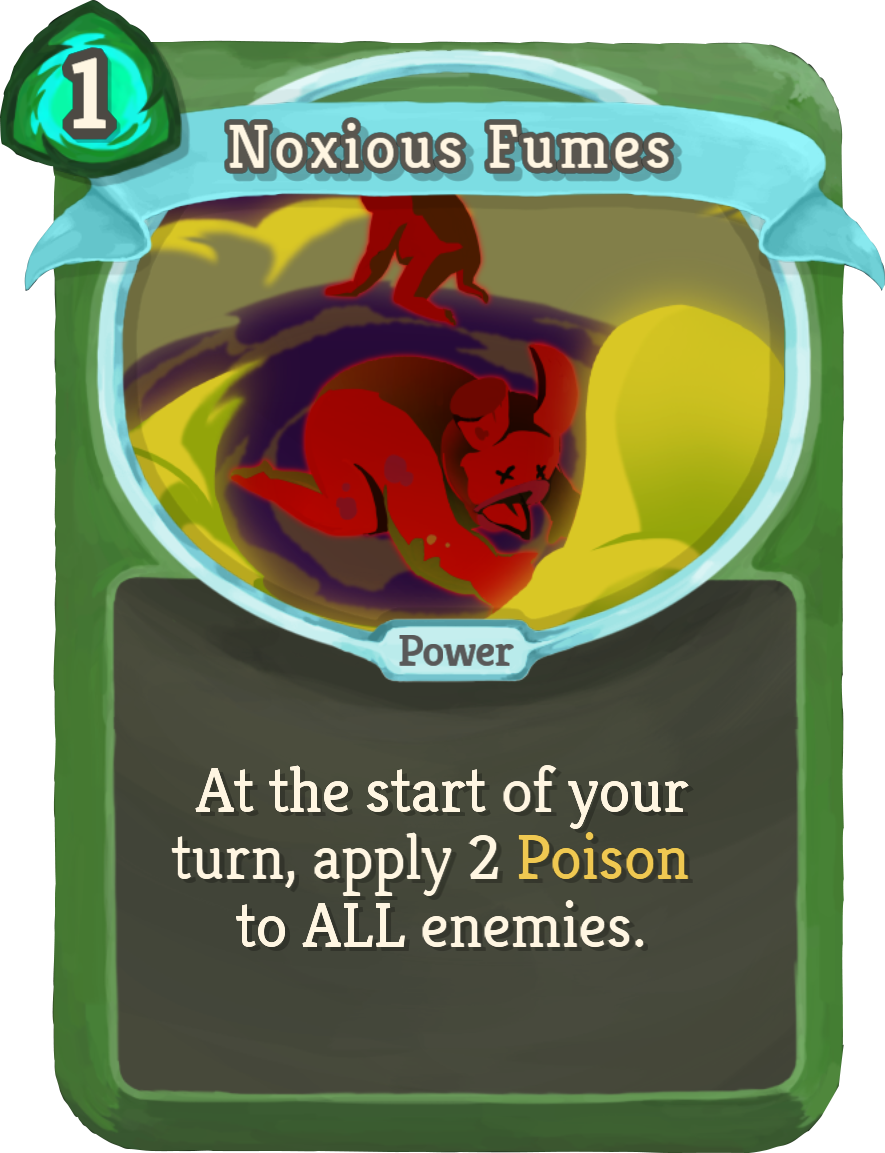 1
Noxious Fumes
Power
At the start of your
turn, apply 2 Poison
to ALL enemies.